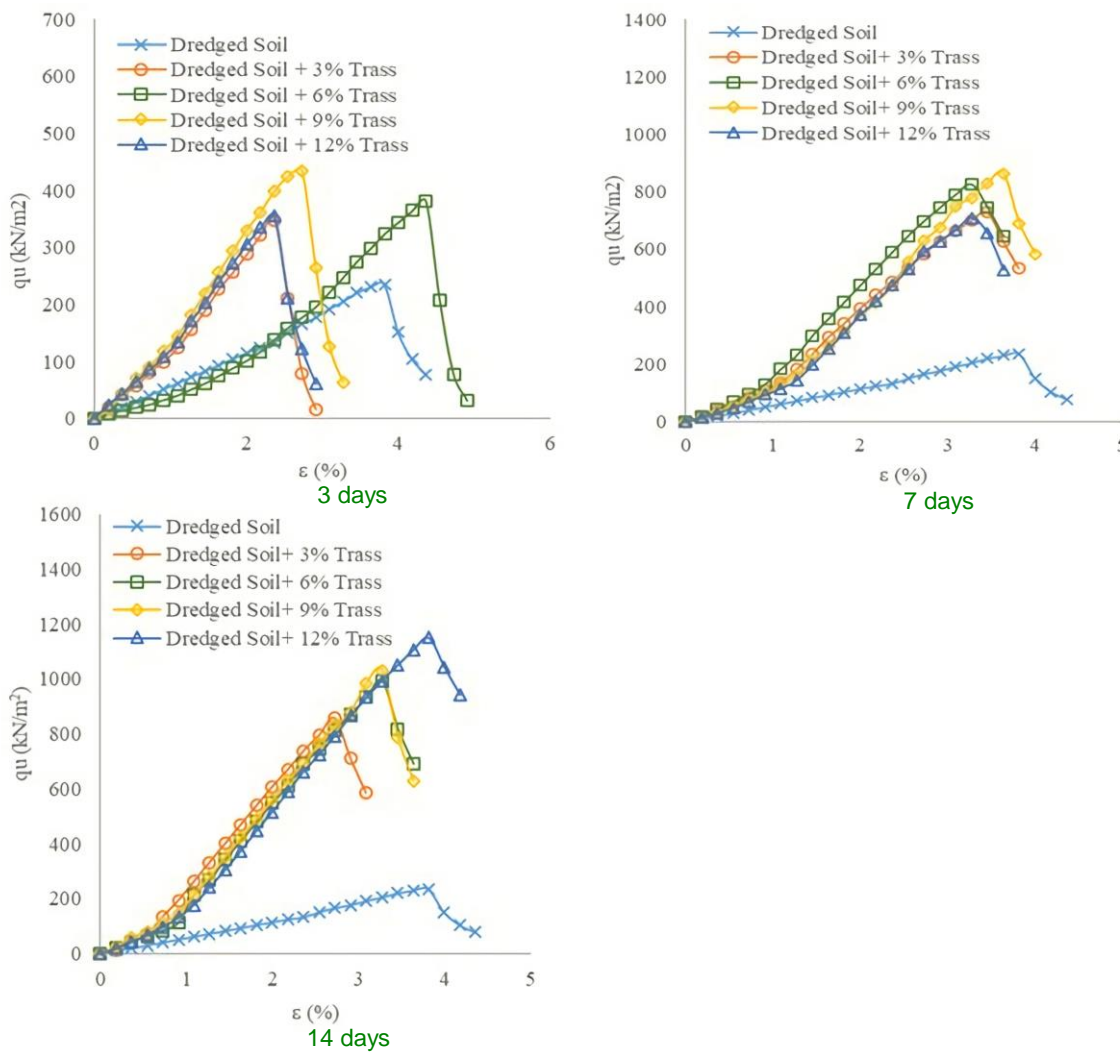 700
600
500
400
300
200
100
0
qu (kN/m2)
Dredged Soil
Dredged Soil + 3% Trass
Dredged Soil + 6% Trass
Dredged Soil + 9% Trass
Dredged Soil + 12% Trass
0 2 4 6
ε (%)
3 days
1400
1200
1000
800
600
400
200
0
qu (kN/m2)
Dredged Soil
Dredged Soil+ 3% Trass
Dredged Soil+ 6% Trass
Dredged Soil+ 9% Trass
Dredged Soil+ 12% Trass
0 1 2 3 4 5
ε (%)
7 days
1600
1400
1200
1000
800
600
400
200
0
qu (kN/m²)
Dredged Soil
Dredged Soil+ 3% Trass
Dredged Soil+ 6% Trass
Dredged Soil+ 9% Trass
Dredged Soil+ 12% Trass
0 1 2 3 4 5
ε (%)
14 days